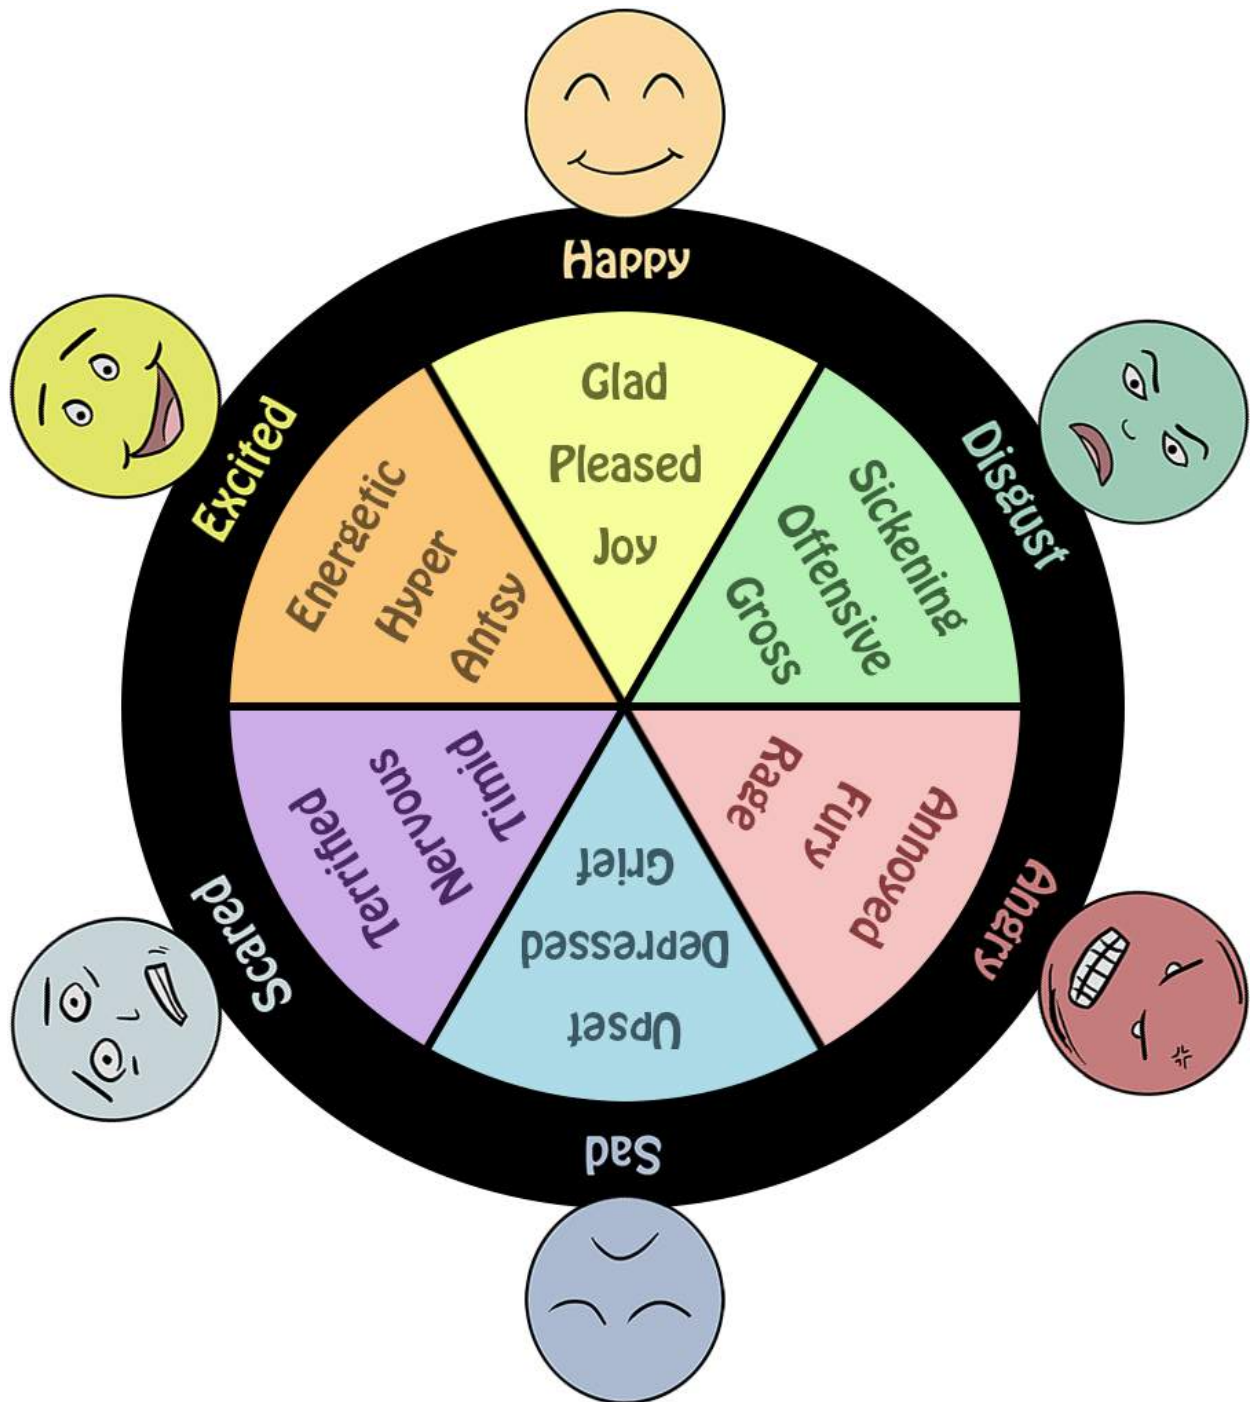 Happy
Glad
Pleased
Joy
Disgust
Sickening
Offensive
Gross
Angry
Annoyed
Fury
Rage
Sad
Upset
Depressed
Grief
Scared
Terrified
Nervous
Timid
Excited
Energetic
Hyper
Antsy